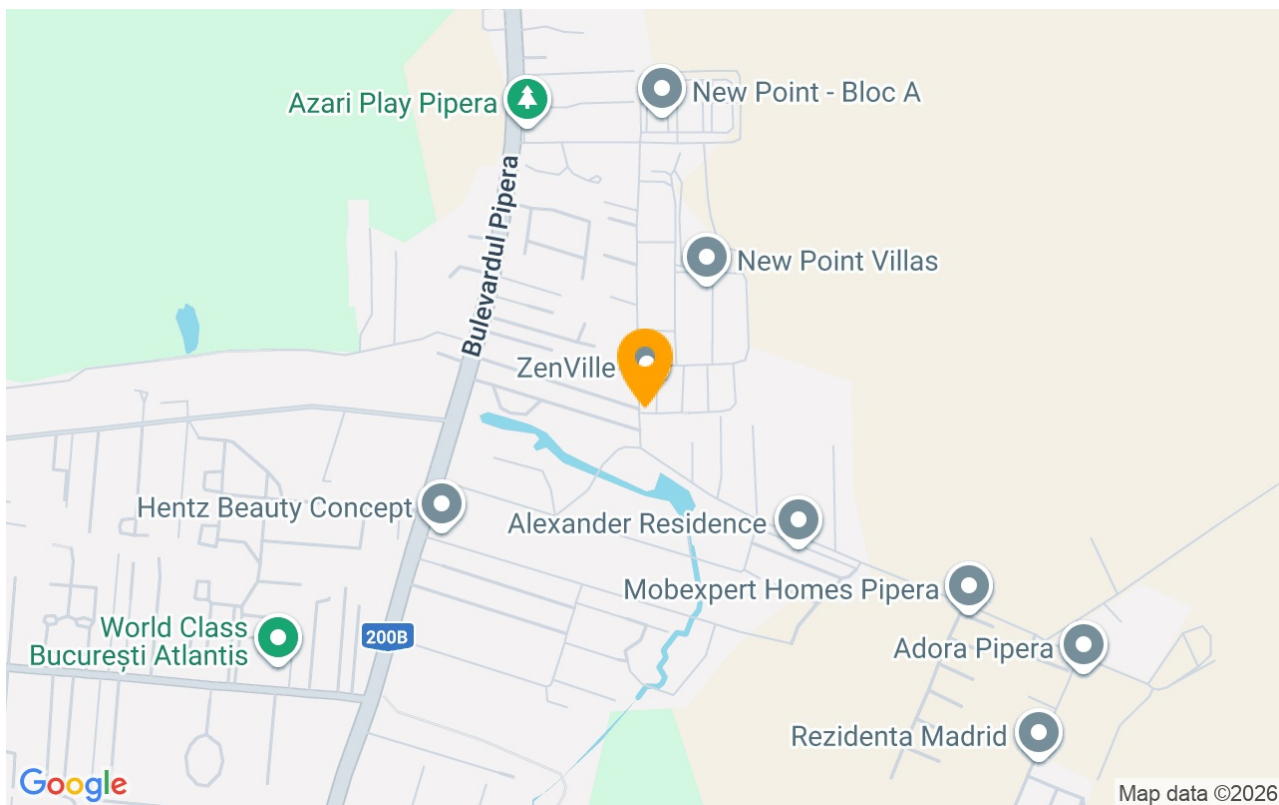 Azari Play Pipera
New Point - Bloc A
Bulevardul Pipera
New Point Villas
ZenVille
Hentz Beauty Concept
Alexander Residence
Mobexpert Homes Pipera
World Class
București Atlantis
200B
Adora Pipera
Rezidenta Madrid
Google
Map data ©2026